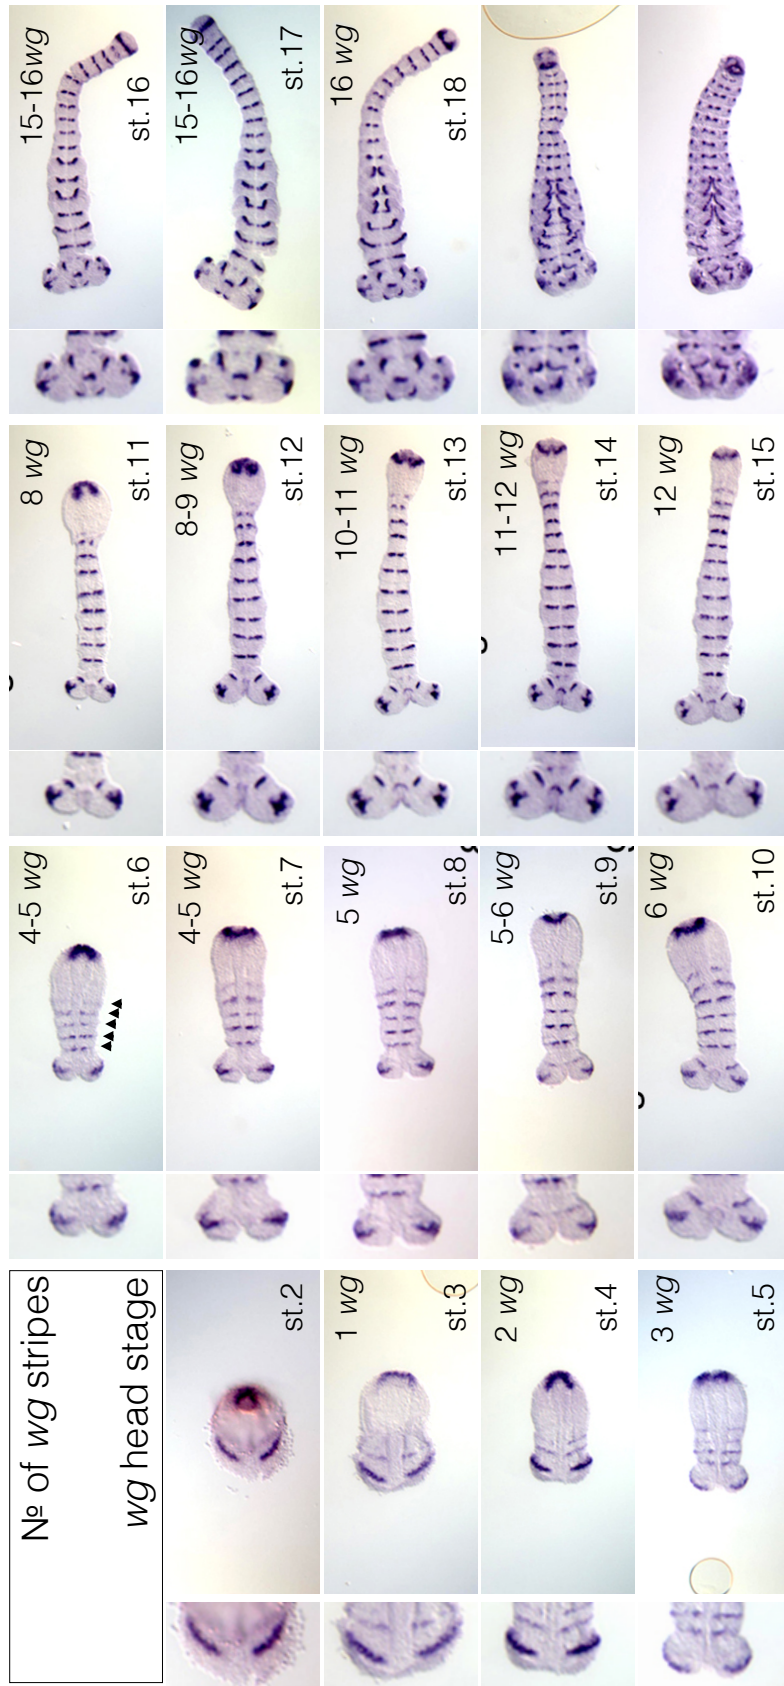 № of wg stripes
wg head stage
st.2
1 wg
st.3
2 wg
st.4
3 wg
st.5
4-5 wg
st.6
4-5 wg
st.7
5 wg
st.8
5-6 wg
st.9
6 wg
st.10
8 wg
st.11
8-9 wg
st.12
10-11 wg
st.13
11-12 wg
st.14
12 wg
st.15
15-16wg
st.16
15-16wg
st.17
16 wg
st.18